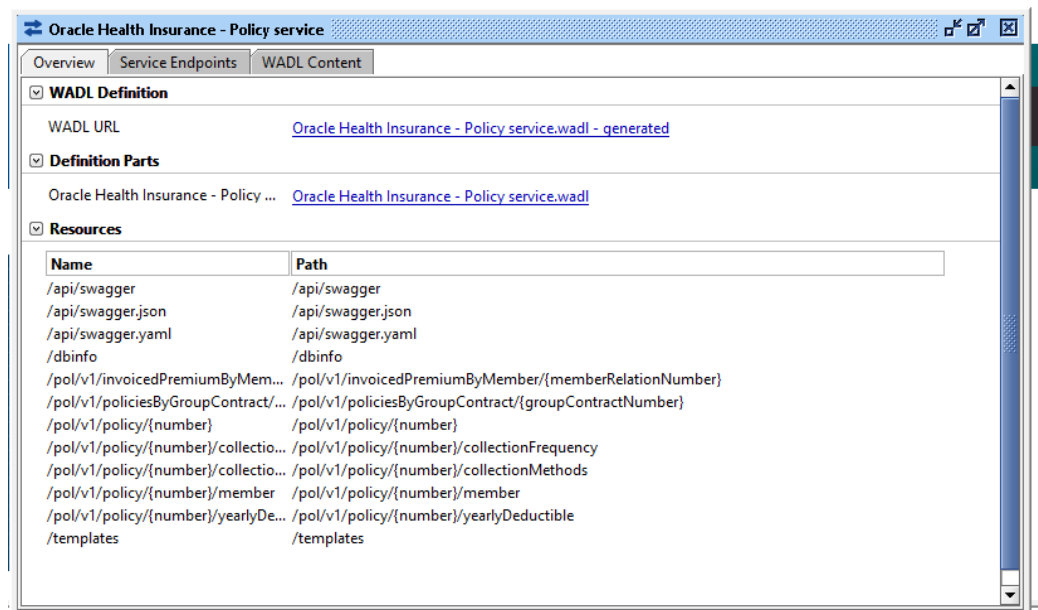 Oracle Health Insurance - Policy service
Overview Service Endpoints WADL Content
WADL Definition
WADL URL Oracle Health Insurance - Policy service.wadl - generated
Definition Parts
Oracle Health Insurance - Policy ... Oracle Health Insurance - Policy service.wadl
Resources
Name Path
/api/swagger /api/swagger
/api/swagger.json /api/swagger.json
/api/swagger.yaml /api/swagger.yaml
/dbinfo /dbinfo
/pol/v1/invoicedPremiumByMem... /pol/v1/invoicedPremiumByMember/{memberRelationNumber}
/pol/v1/policiesByGroupContract/... /pol/v1/policiesByGroupContract/{groupContractNumber}
/pol/v1/policy/{number} /pol/v1/policy/{number}
/pol/v1/policy/{number}/collectio... /pol/v1/policy/{number}/collectionFrequency
/pol/v1/policy/{number}/collectio... /pol/v1/policy/{number}/collectionMethods
/pol/v1/policy/{number}/member /pol/v1/policy/{number}/member
/pol/v1/policy/{number}/yearlyDe... /pol/v1/policy/{number}/yearlyDeductible
/templates /templates